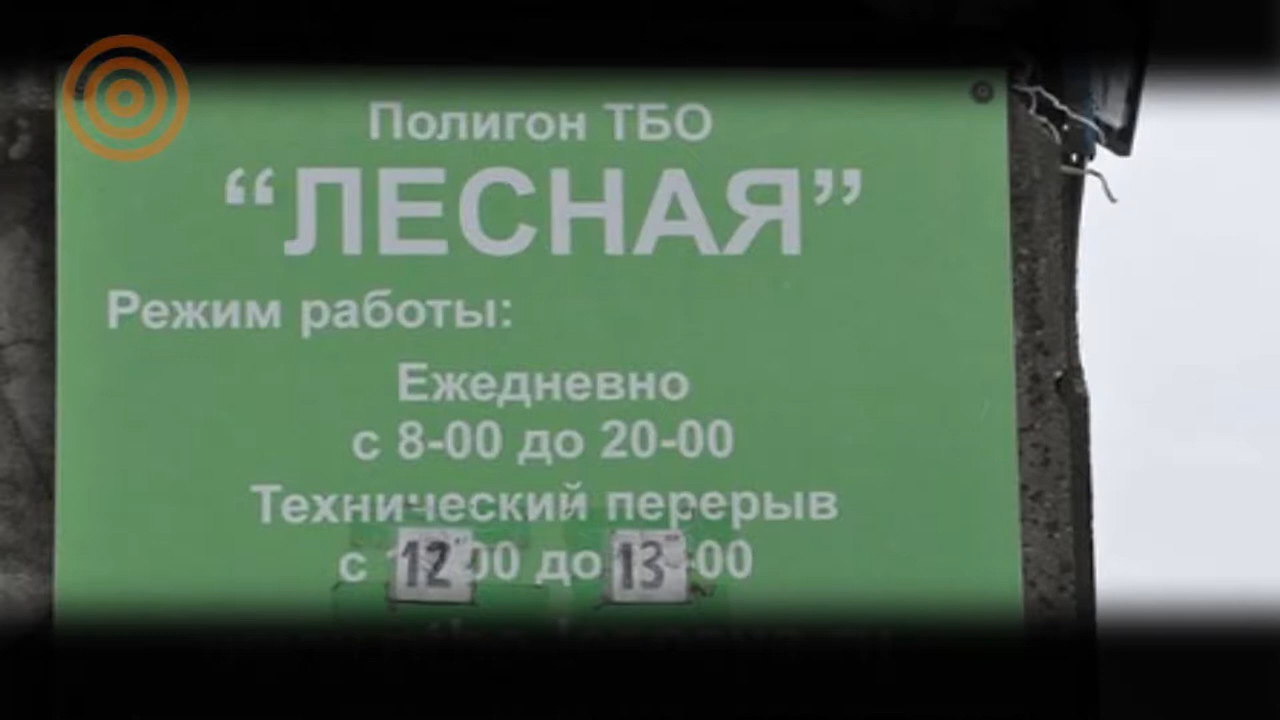 Полигон ТБО
“ЛЕСНАЯ”
Режим работы:
Ежедневно
с 8-00 до 20-00
Технический перерыв
с 12-00 до 13-00